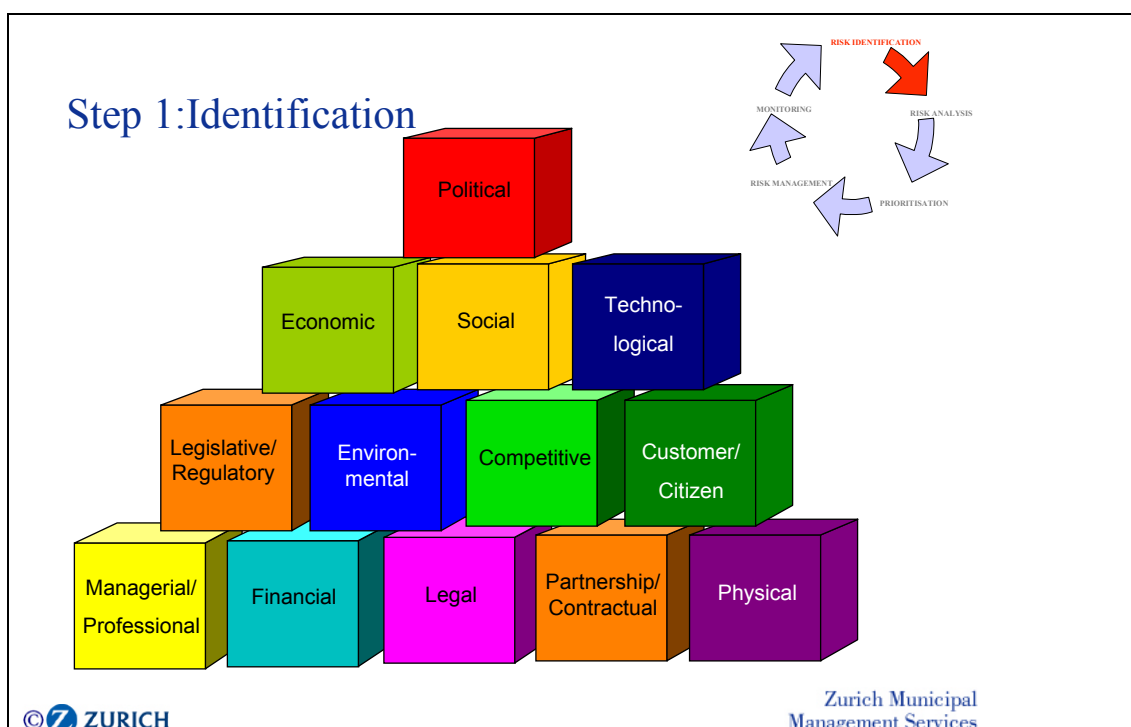 RISK IDENTIFICATION
Step 1:Identification
MONITORING
RISK ANALYSIS
RISK MANAGEMENT
PRIORITISATION
Political
Economic
Social
Techno-
logical
Legislative/
Regulatory
Environ-
mental
Competitive
Customer/
Citizen
Managerial/
Professional
Financial
Legal
Partnership/
Contractual
Physical
© Z ZURICH
Zurich Municipal
Management Services